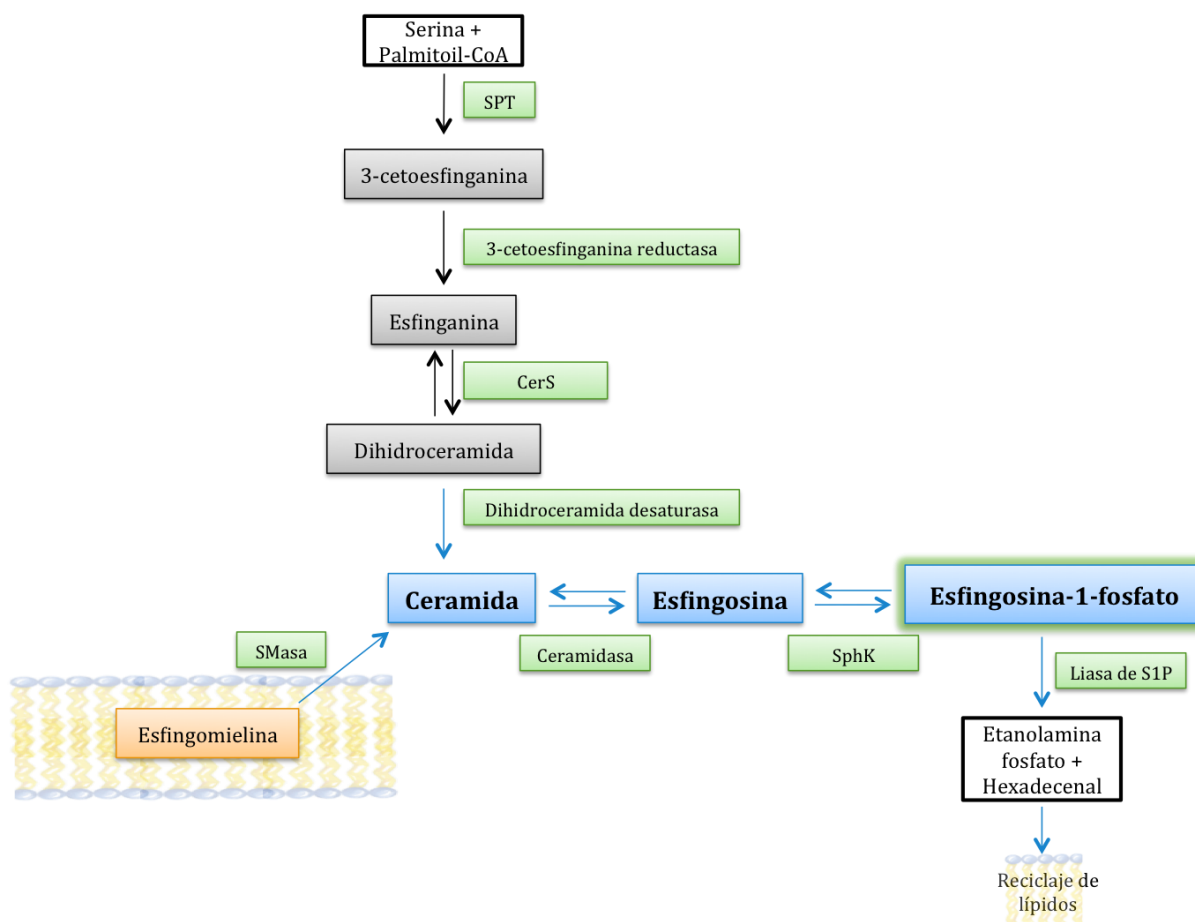 Serina +
Palmitoil-CoA
SPT
3-cetoesfinganina
3-cetoesfinganina reductasa
Esfinganina
CerS
Dihidroceramida
Dihidroceramida desaturasa
Ceramida
Esfingosina
Esfingosina-1-fosfato
SMasa
Ceramidasa
SphK
Liasa de S1P
Esfingomielina
Etanolamina
fosfato +
Hexadecenal
Reciclaje de
lípidos